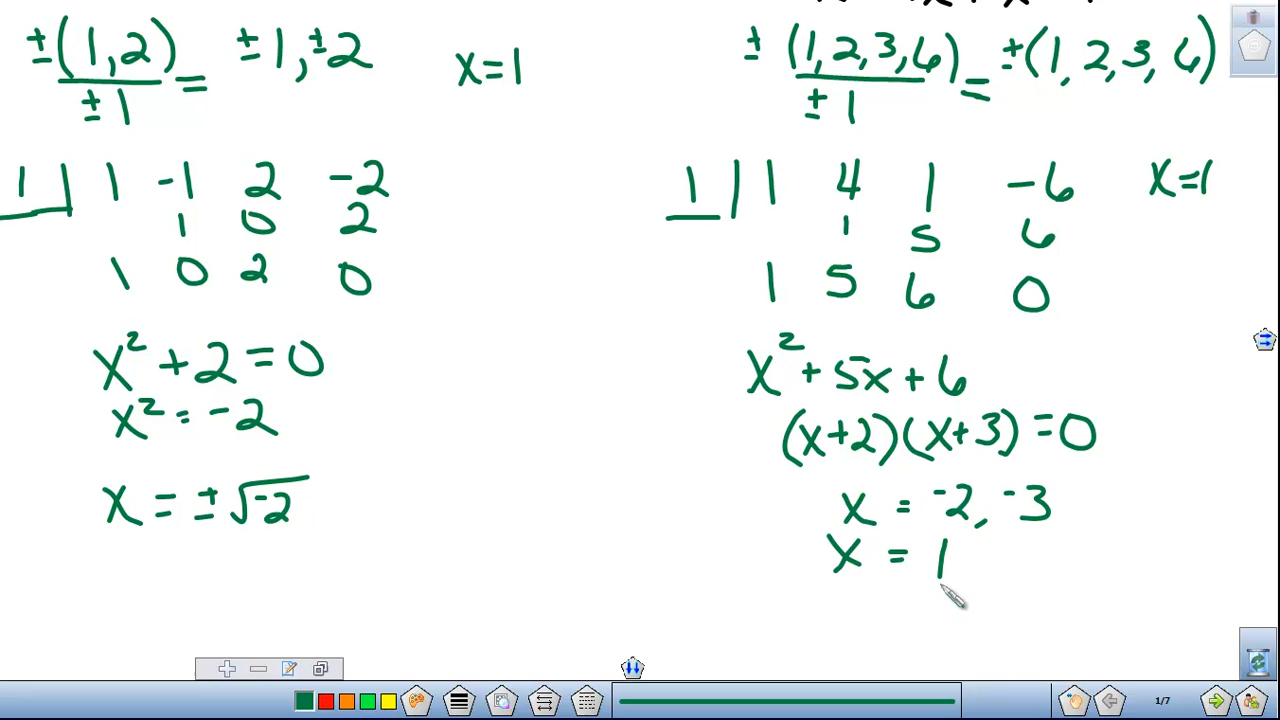 ±(1,2) = ±1, ±2
±1
x=1
1 | 1 -1 2 -2
1 0 2
1 0 2 0
x² + 2 = 0
x² = -2
x = ±√-2
± (1,2,3,6) = ±(1, 2, 3, 6)
± 1
1 | 1 4 1 -6
x=1
1 5 6
1 5 6 0
x² + 5x + 6
(x+2)(x+3) = 0
x = -2, -3
x = 1
1/7